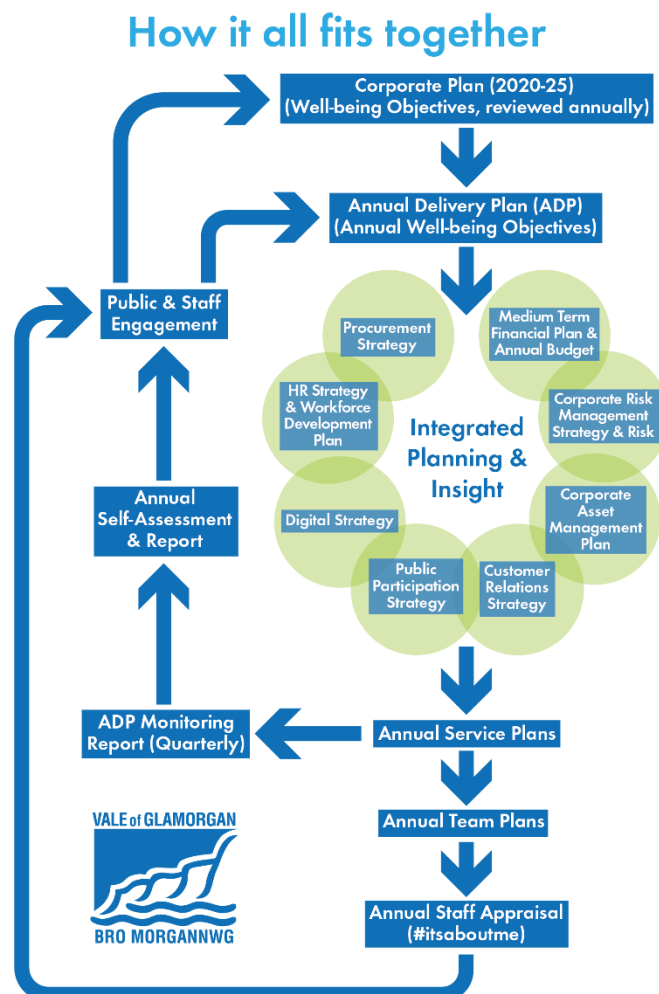 How it all fits together
Corporate Plan (2020-25)
(Well-being Objectives, reviewed annually)
Annual Delivery Plan (ADP)
(Annual Well-being Objectives)
Public & Staff
Engagement
Procurement
Strategy
Medium Term
Financial Plan &
Annual Budget
HR Strategy
& Workforce
Development
Plan
Corporate Risk
Management
Strategy & Risk
Integrated
Planning &
Insight
Annual
Self-Assessment
& Report
Digital Strategy
Corporate
Asset
Management
Plan
Public
Participation
Strategy
Customer
Relations
Strategy
ADP Monitoring
Report (Quarterly)
Annual Service Plans
Annual Team Plans
Annual Staff Appraisal
(#itsaboutme)
VALE of GLAMORGAN
BRO MORGANNWG